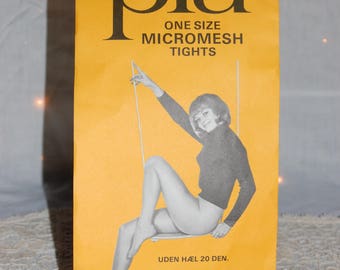 pia
ONE SIZE
MICROMESH
TIGHTS
UDEN HÆL 20 DEN.